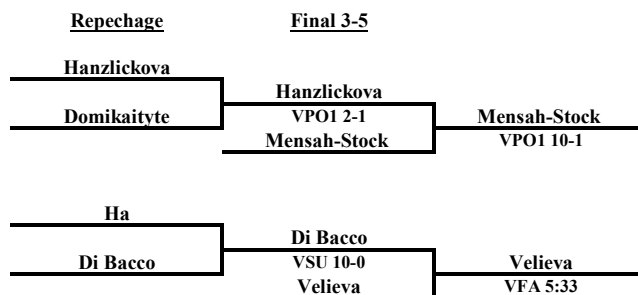 Repechage Final 3-5
Hanzlickova
Hanzlickova
Domikaityte VPO1 2-1 Mensah-Stock
Mensah-Stock VPO1 10-1
Ha
Di Bacco
Di Bacco VSU 10-0 Velieva
Velieva VFA 5:33